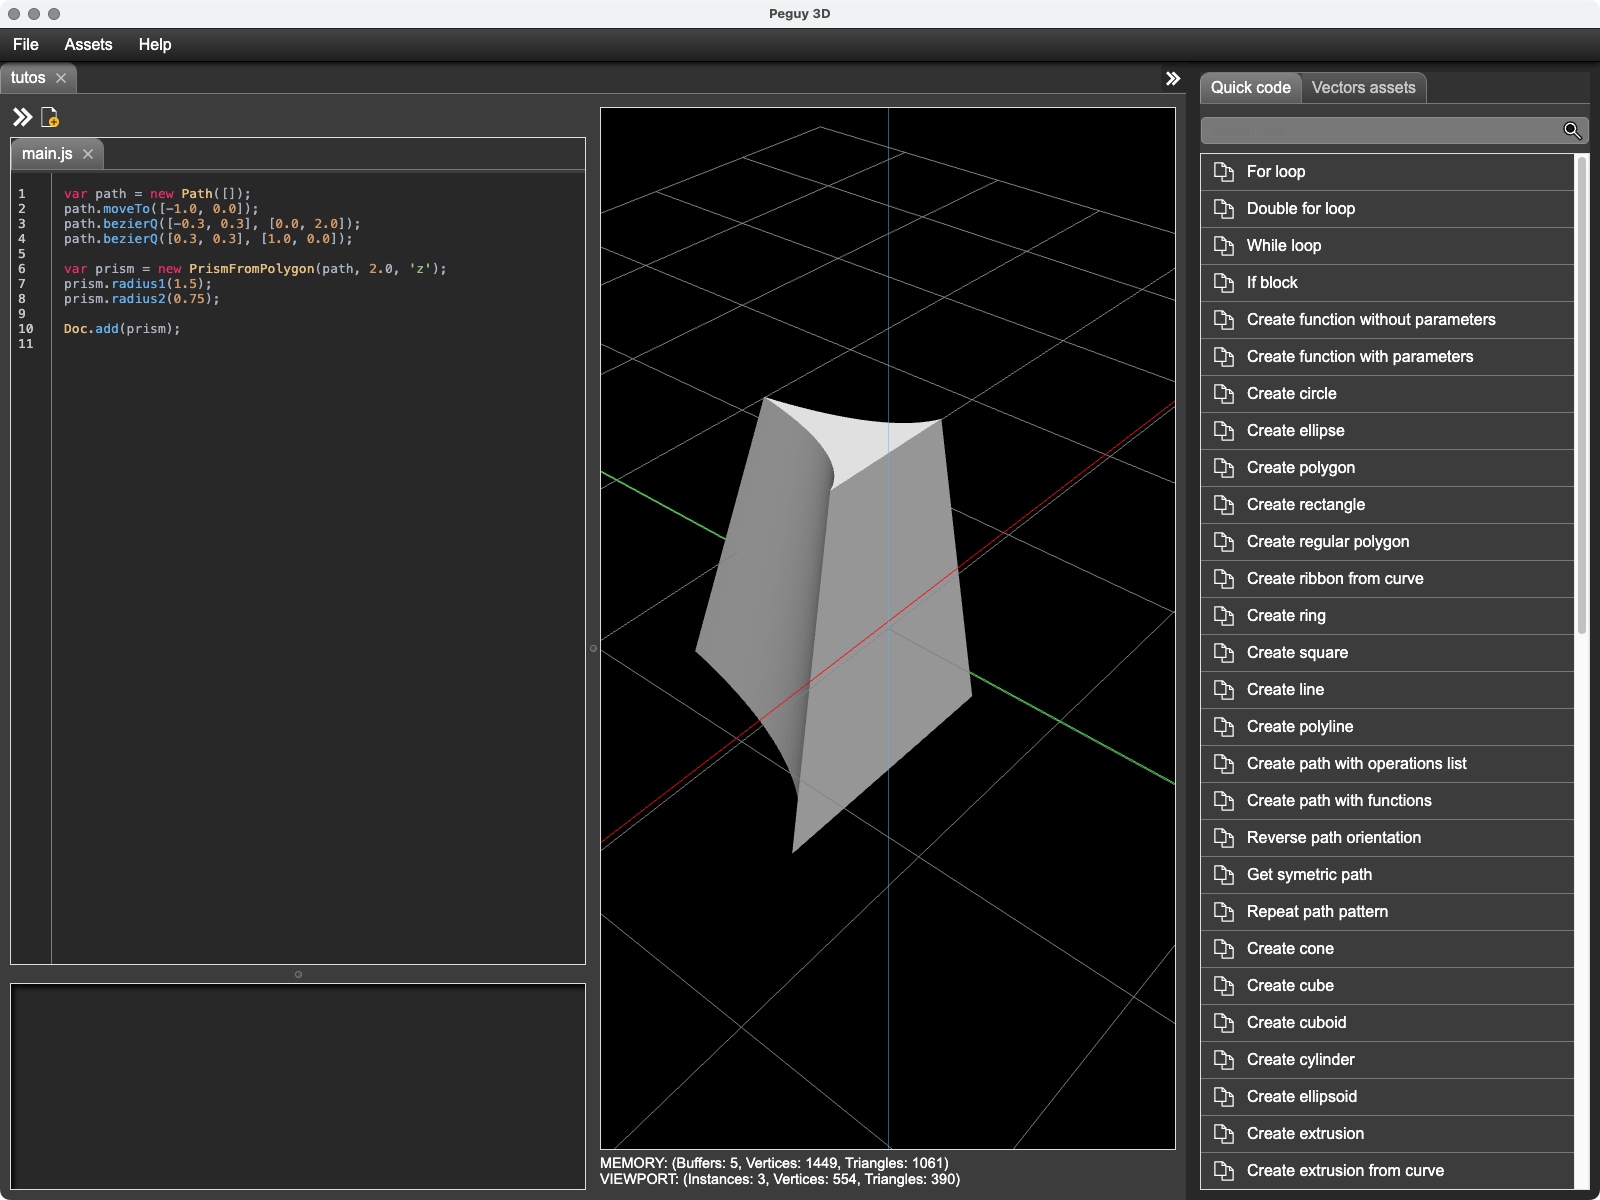 Peguy 3D
File Assets Help
tutos
main.js
1 var path = new Path([]);
2 path.moveTo([-1.0, 0.0]);
3 path.bezierQ([-0.3, 0.3], [0.0, 2.0]);
4 path.bezierQ([0.3, 0.3], [1.0, 0.0]);
5
6 var prism = new PrismFromPolygon(path, 2.0, 'z');
7 prism.radius1(1.5);
8 prism.radius2(0.75);
9
10 Doc.add(prism);
11
MEMORY: (Buffers: 5, Vertices: 1449, Triangles: 1061)
VIEWPORT: (Instances: 3, Vertices: 554, Triangles: 390)
Quick code Vectors assets
For loop
Double for loop
While loop
If block
Create function without parameters
Create function with parameters
Create circle
Create ellipse
Create polygon
Create rectangle
Create regular polygon
Create ribbon from curve
Create ring
Create square
Create line
Create polyline
Create path with operations list
Create path with functions
Reverse path orientation
Get symetric path
Repeat path pattern
Create cone
Create cube
Create cuboid
Create cylinder
Create ellipsoid
Create extrusion
Create extrusion from curve